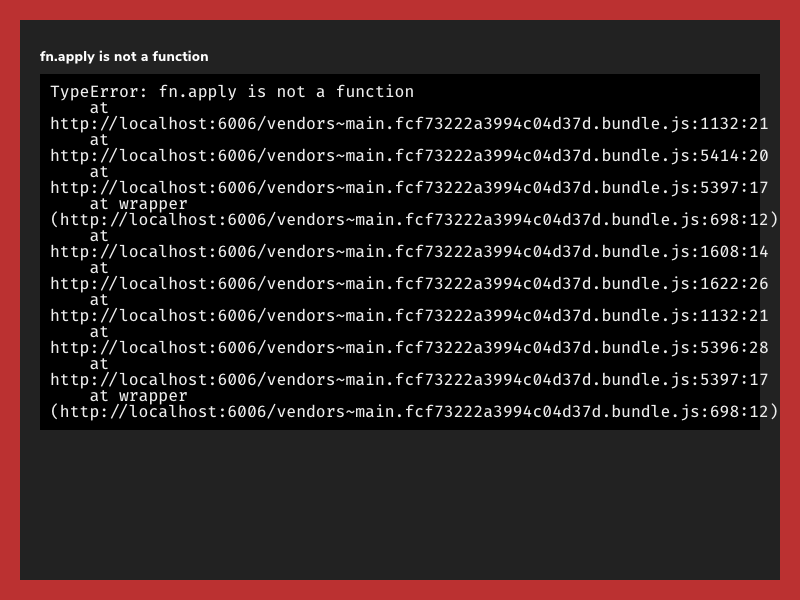 fn.apply is not a function
TypeError: fn.apply is not a function
at
http://localhost:6006/vendors~main.fcf73222a3994c04d37d.bundle.js:1132:21
at
http://localhost:6006/vendors~main.fcf73222a3994c04d37d.bundle.js:5414:20
at
http://localhost:6006/vendors~main.fcf73222a3994c04d37d.bundle.js:5397:17
at wrapper
(http://localhost:6006/vendors~main.fcf73222a3994c04d37d.bundle.js:698:12)
at
http://localhost:6006/vendors~main.fcf73222a3994c04d37d.bundle.js:1608:14
at
http://localhost:6006/vendors~main.fcf73222a3994c04d37d.bundle.js:1622:26
at
http://localhost:6006/vendors~main.fcf73222a3994c04d37d.bundle.js:1132:21
at
http://localhost:6006/vendors~main.fcf73222a3994c04d37d.bundle.js:5396:28
at
http://localhost:6006/vendors~main.fcf73222a3994c04d37d.bundle.js:5397:17
at wrapper
(http://localhost:6006/vendors~main.fcf73222a3994c04d37d.bundle.js:698:12)